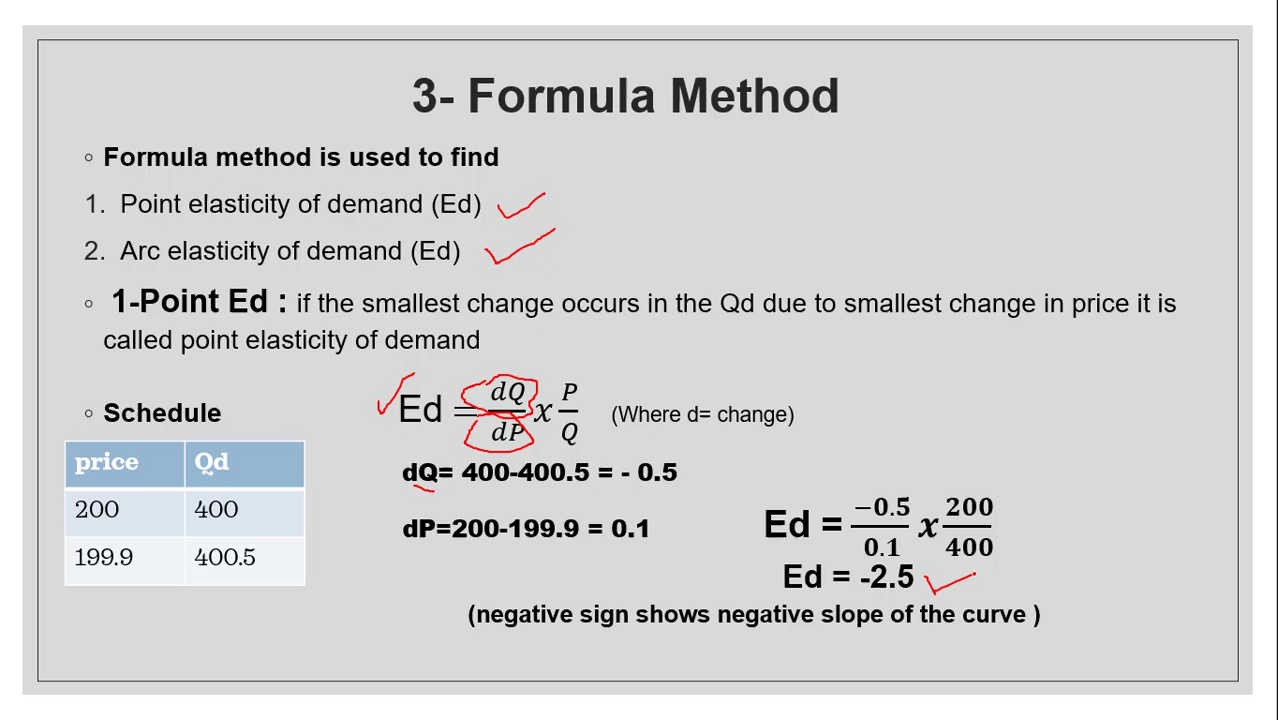 3- Formula Method
◦ Formula method is used to find
1. Point elasticity of demand (Ed)
2. Arc elasticity of demand (Ed)
◦ 1-Point Ed : if the smallest change occurs in the Qd due to smallest change in price it is
called point elasticity of demand
◦ Schedule
price Qd
200 400
199.9 400.5
Ed = dQ/dP x P/Q (Where d= change)
dQ= 400-400.5 = - 0.5
dP=200-199.9 = 0.1
Ed = −0.5/0.1 x 200/400
Ed = -2.5
(negative sign shows negative slope of the curve )